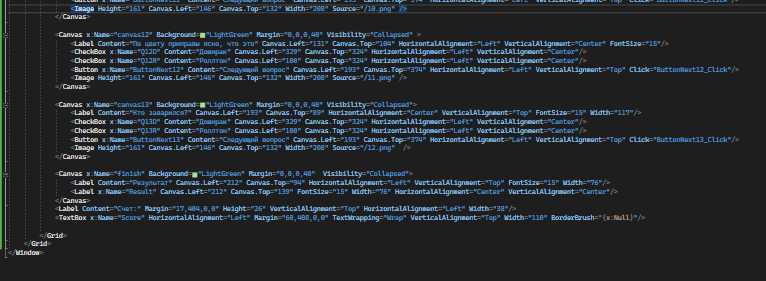 <Image Height="161" Canvas.Left="146" Canvas.Top="132" Width="208" Source="/10.png" />
</Canvas>
<Canvas x:Name="canvas12" Background="LightGreen" Margin="0,0,0,40" Visibility="Collapsed" >
<Label Content="По цвету приправы ясно, что это" Canvas.Left="131" Canvas.Top="104" HorizontalAlignment="Left" VerticalAlignment="Center" FontSize="15"/>
<CheckBox x:Name="Q12D" Content="Доширак" Canvas.Left="329" Canvas.Top="324" HorizontalAlignment="Left" VerticalAlignment="Center"/>
<CheckBox x:Name="Q12R" Content="Роллтон" Canvas.Left="100" Canvas.Top="324" HorizontalAlignment="Left" VerticalAlignment="Center"/>
<Button x:Name="ButtonNext12" Content="Следующий вопрос" Canvas.Left="193" Canvas.Top="374" HorizontalAlignment="Left" VerticalAlignment="Top" Click="ButtonNext12_Click"/>
<Image Height="161" Canvas.Left="146" Canvas.Top="132" Width="208" Source="/11.png" />
</Canvas>
<Canvas x:Name="canvas13" Background="LightGreen" Margin="0,0,0,40" Visibility="Collapsed">
<Label Content="Кто заварился?" Canvas.Left="193" Canvas.Top="89" HorizontalAlignment="Center" VerticalAlignment="Top" FontSize="15" Width="117"/>
<CheckBox x:Name="Q13D" Content="Доширак" Canvas.Left="329" Canvas.Top="324" HorizontalAlignment="Left" VerticalAlignment="Center"/>
<CheckBox x:Name="Q13R" Content="Роллтон" Canvas.Left="100" Canvas.Top="324" HorizontalAlignment="Left" VerticalAlignment="Center"/>
<Button x:Name="ButtonNext13" Content="Следующий вопрос" Canvas.Left="193" Canvas.Top="374" HorizontalAlignment="Left" VerticalAlignment="Top" Click="ButtonNext13_Click"/>
<Image Height="161" Canvas.Left="146" Canvas.Top="132" Width="208" Source="/12.png" />
</Canvas>
<Canvas x:Name="finish" Background="LightGreen" Margin="0,0,0,40" Visibility="Collapsed">
<Label Content="Результат" Canvas.Left="212" Canvas.Top="94" HorizontalAlignment="Left" VerticalAlignment="Top" FontSize="15" Width="76"/>
<Label x:Name="Result" Canvas.Left="212" Canvas.Top="139" FontSize="15" Width="76" HorizontalAlignment="Center" VerticalAlignment="Center"/>
</Canvas>
<Label Content="Счет:" Margin="17,404,0,0" Height="26" VerticalAlignment="Top" HorizontalAlignment="Left" Width="38"/>
<TextBox x:Name="Score" HorizontalAlignment="Left" Margin="60,408,0,0" TextWrapping="Wrap" VerticalAlignment="Top" Width="110" BorderBrush="{x:Null}"/>
</Grid>
</Grid>
</Window>